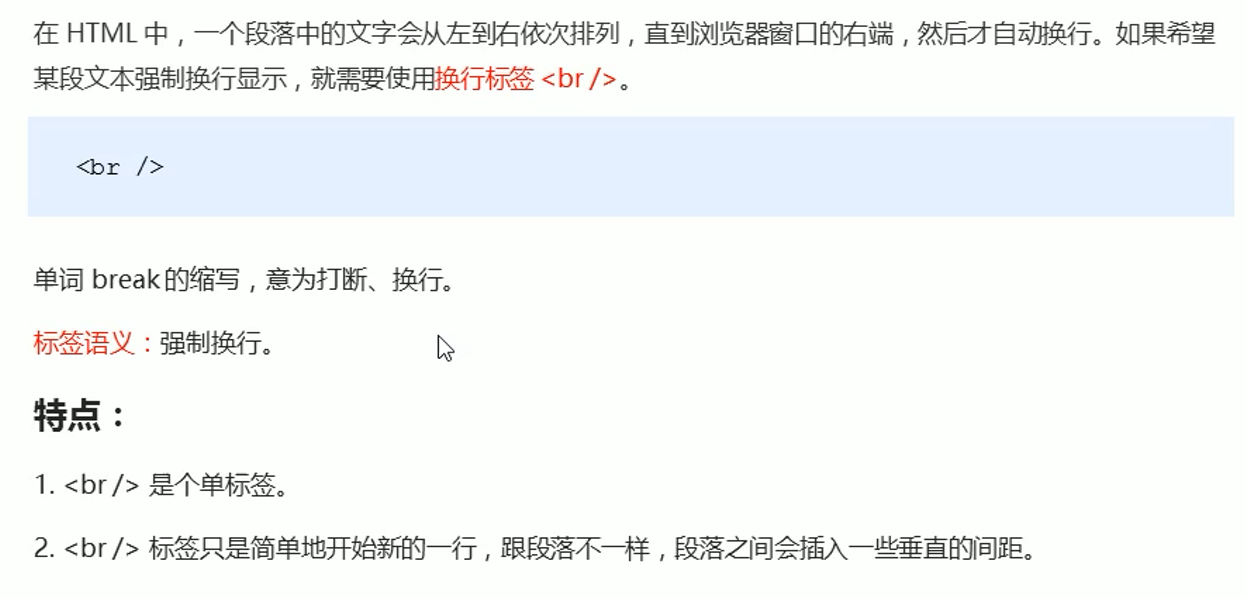 在 HTML 中，一个段落中的文字会从左到右依次排列，直到浏览器窗口的右端，然后才自动换行。如果希望
某段文本强制换行显示，就需要使用换行标签 <br />。
<br />
单词 break的缩写，意为打断、换行。
标签语义：强制换行。
特点：
1. <br /> 是个单标签。
2. <br /> 标签只是简单地开始新的一行，跟段落不一样，段落之间会插入一些垂直的间距。